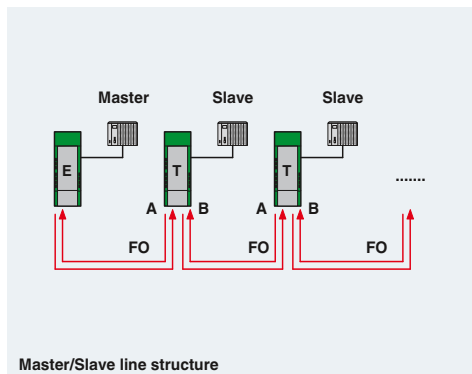 Master Slave Slave
E T T
.......
A B A B
FO FO FO
Master/Slave line structure